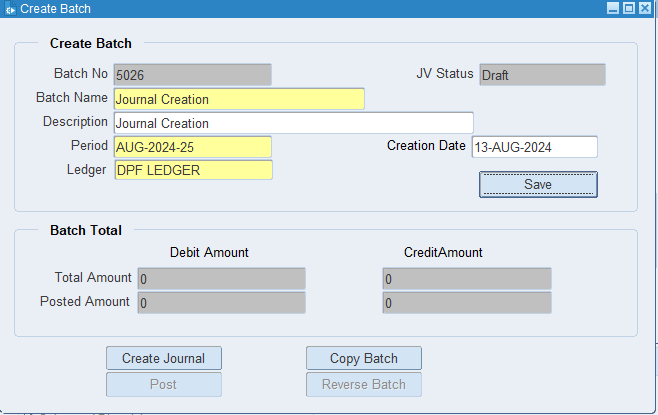 Create Batch
Create Batch
Batch No 5026 JV Status Draft
Batch Name Journal Creation
Description Journal Creation
Period AUG-2024-25 Creation Date 13-AUG-2024
Ledger DPF LEDGER
Save
Batch Total
Debit Amount CreditAmount
Total Amount 0 0
Posted Amount 0 0
Create Journal Copy Batch
Post Reverse Batch